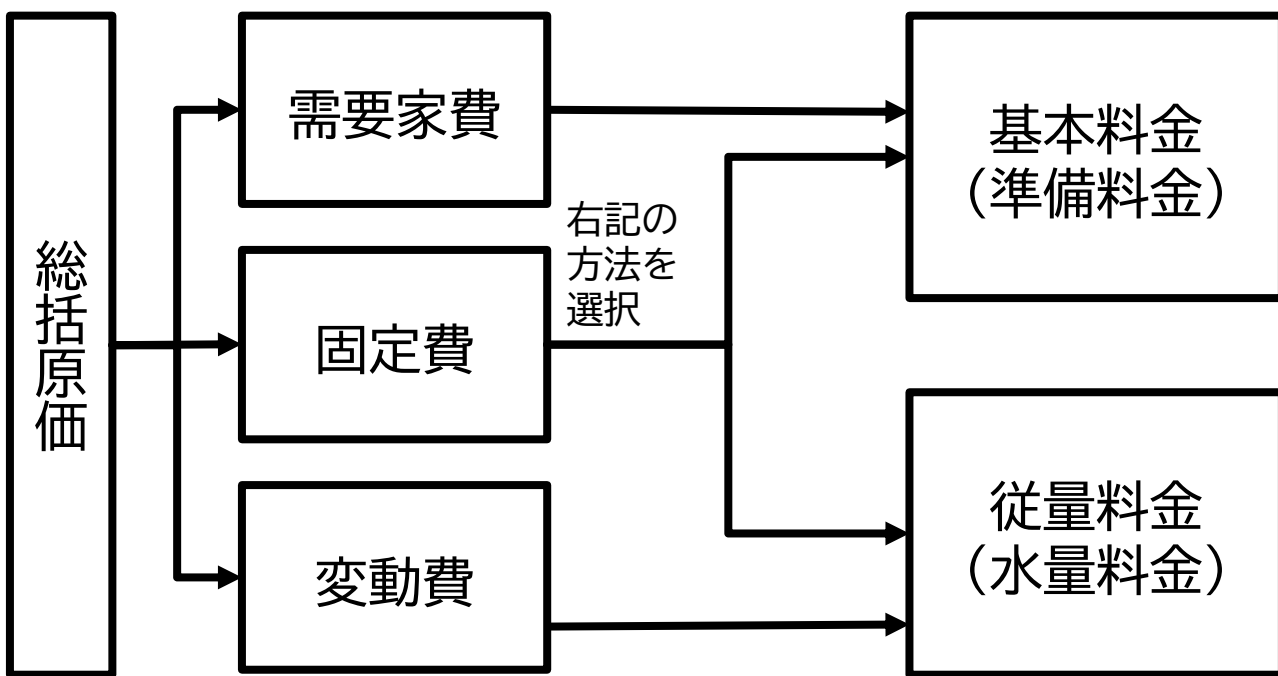 総括原価
需要家費
固定費
変動費
右記の
方法を
選択
基本料金
（準備料金）
従量料金
（水量料金）